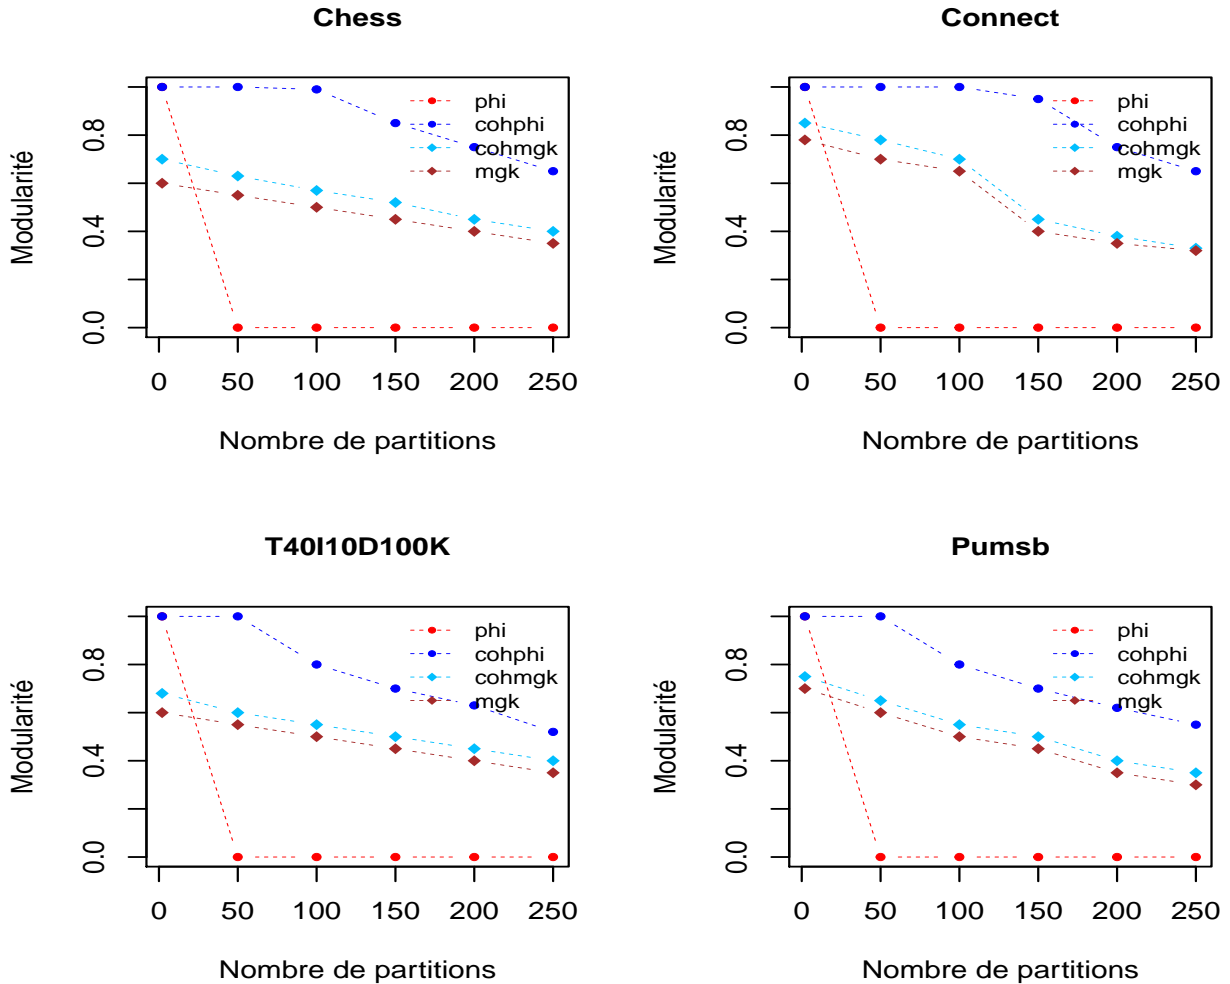 Chess
Modularité
0.8
0.4
0.0
phi
cohphi
cohmgk
mgk
0 50 100 150 200 250
Nombre de partitions
Connect
Modularité
0.8
0.4
0.0
phi
cohphi
cohmgk
mgk
0 50 100 150 200 250
Nombre de partitions
T40I10D100K
Modularité
0.8
0.4
0.0
phi
cohphi
cohmgk
mgk
0 50 100 150 200 250
Nombre de partitions
Pumsb
Modularité
0.8
0.4
0.0
phi
cohphi
cohmgk
mgk
0 50 100 150 200 250
Nombre de partitions